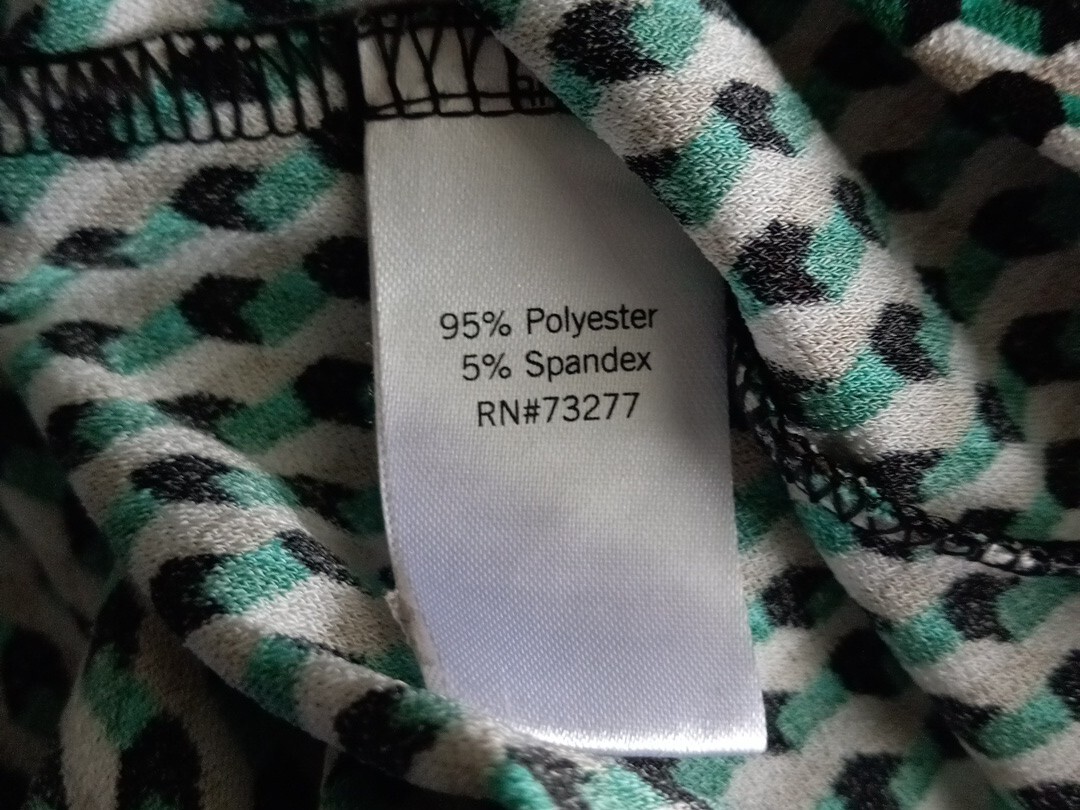 95% Polyester
5% Spandex
RN#73277